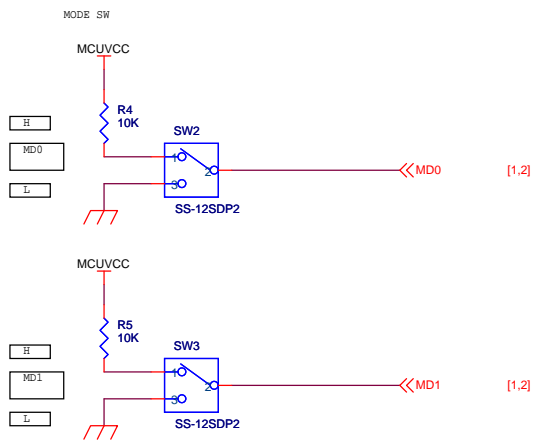 MODE SW
MCUVCC
R4
10K
H
MD0
L
SW2
1
2
3
SS-12SDP2
MD0 [1,2]
MCUVCC
R5
10K
H
MD1
L
SW3
1
2
3
SS-12SDP2
MD1 [1,2]